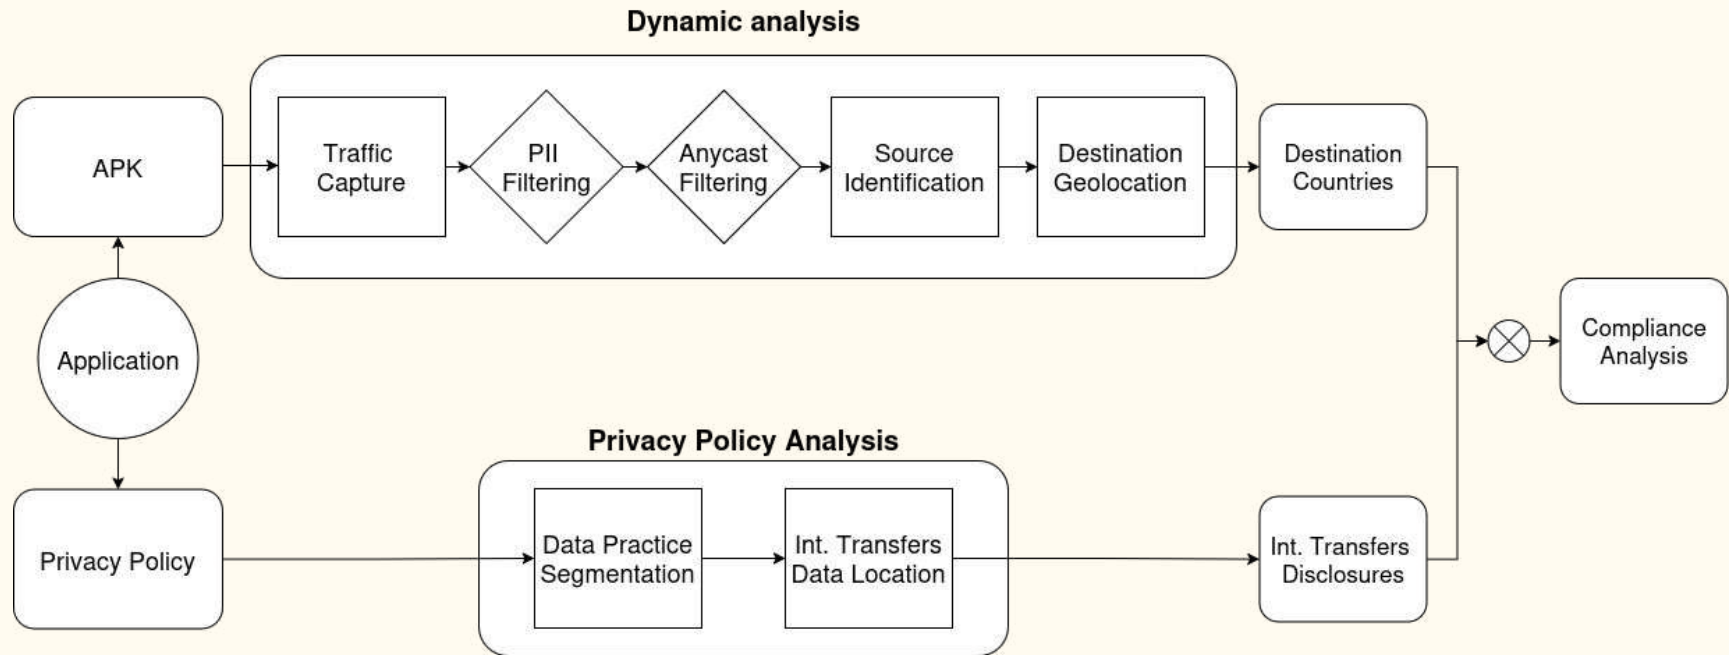 Dynamic analysis
APK
Traffic
Capture
PII
Filtering
Anycast
Filtering
Source
Identification
Destination
Geolocation
Destination
Countries
Application
Compliance
Analysis
Privacy Policy Analysis
Privacy Policy
Data Practice
Segmentation
Int. Transfers
Data Location
Int. Transfers
Disclosures